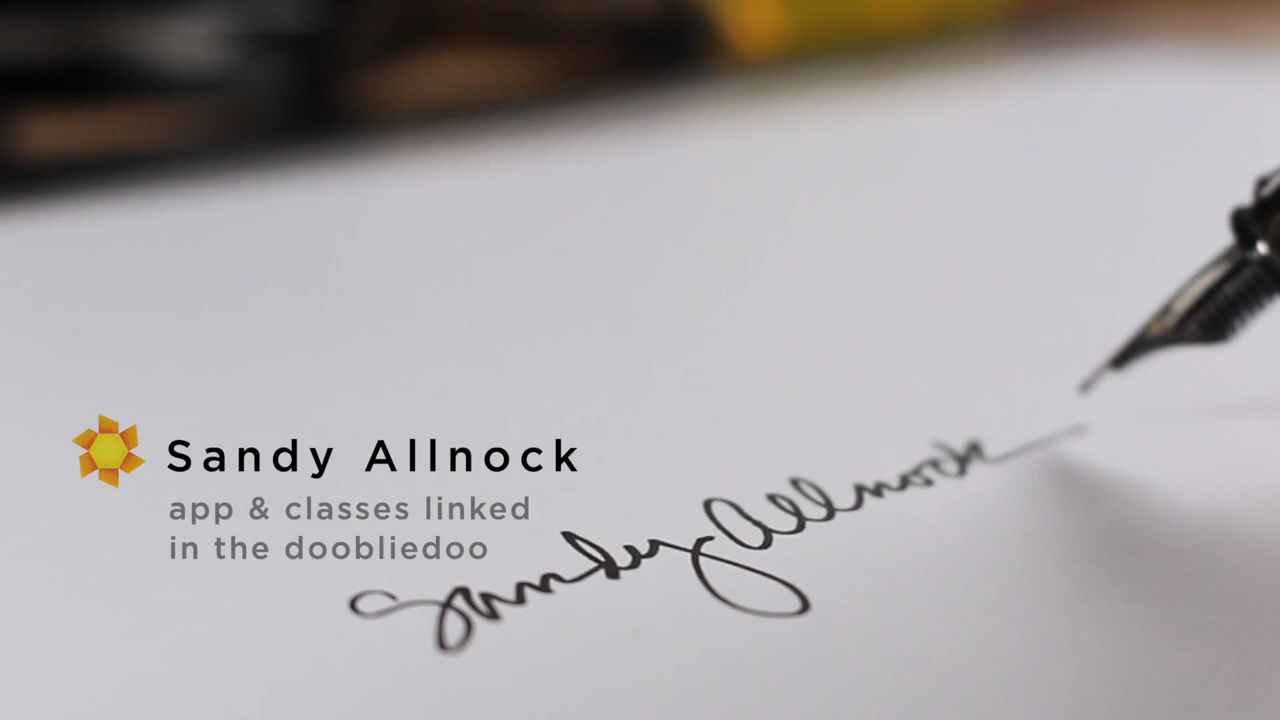 Sandy Allnock
app & classes linked
in the doobliedoo
Sandy Allnock